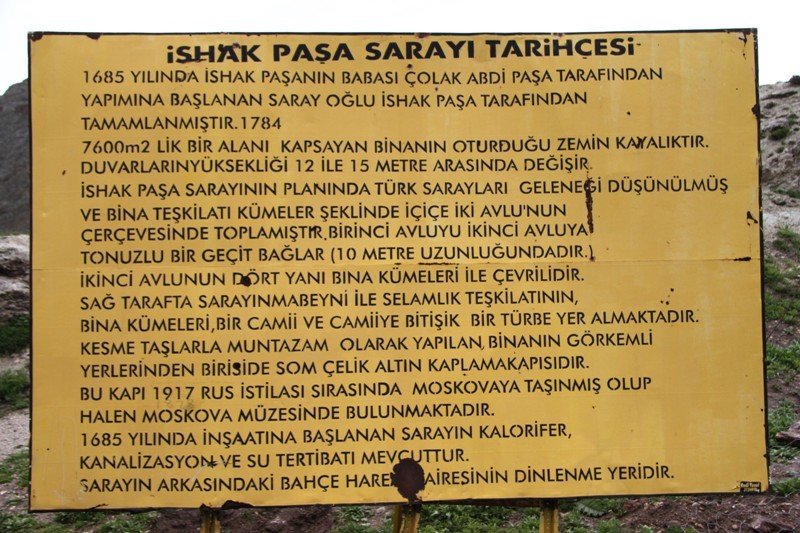 iSHAK PAŞA SARAYI TARiHÇESi
1685 YILINDA İSHAK PAŞANIN BABASI ÇOLAK ABDİ PAŞA TARAFINDAN
YAPIMINA BAŞLANAN SARAY OĞLU İSHAK PAŞA TARAFINDAN
TAMAMLANMIŞTIR.1784
7600m2 LİK BİR ALANI KAPSAYAN BİNANIN OTURDUĞU ZEMİN KAYALIKTIR.
DUVARLARINYÜKSEKLİĞİ 12 İLE 15 METRE ARASINDA DEĞİŞİR.
İSHAK PAŞA SARAYININ PLANINDA TÜRK SARAYLARI GELENEĞİ DÜŞÜNÜLMÜŞ
VE BİNA TEŞKİLATI KÜMELER ŞEKLİNDE İÇİÇE İKİ AVLU'NUN
ÇERÇEVESİNDE TOPLAMIŞTIR.BİRİNCİ AVLUYU İKİNCİ AVLUYA
TONUZLU BİR GEÇİT BAĞLAR (10 METRE UZUNLUĞUNDADIR.)
İKİNCİ AVLUNUN DÖRT YANI BINA KÜMELERİ İLE ÇEVRİLİDİR.
SAĞ TARAFTA SARAYINMABEYNİ İLE SELAMLIK TEŞKİLATININ,
BİNA KÜMELERİ,BİR CAMİİ VE CAMİİYE BİTİŞİK BİR TÜRBE YER ALMAKTADIR.
KESME TAŞLARLA MUNTAZAM OLARAK YAPILAN, BİNANIN GÖRKEMLİ
YERLERİNDEN BİRİSİDE SOM ÇELİK ALTIN KAPLAMAKAPISIDIR.
BU KAPI 1917 RUS İSTİLASI SIRASINDA MOSKOVAYA TAŞINMIŞ OLUP
HALEN MOSKOVA MÜZESİNDE BULUNMAKTADIR.
1685 YILINDA İNŞAATINA BAŞLANAN SARAYIN KALORİFER,
KANALİZASYON VE SU TERTİBATI MEVCUTTUR.
SARAYIN ARKASINDAKİ BAHÇE HAREM AİRESİNİN DİNLENME YERİDİR.